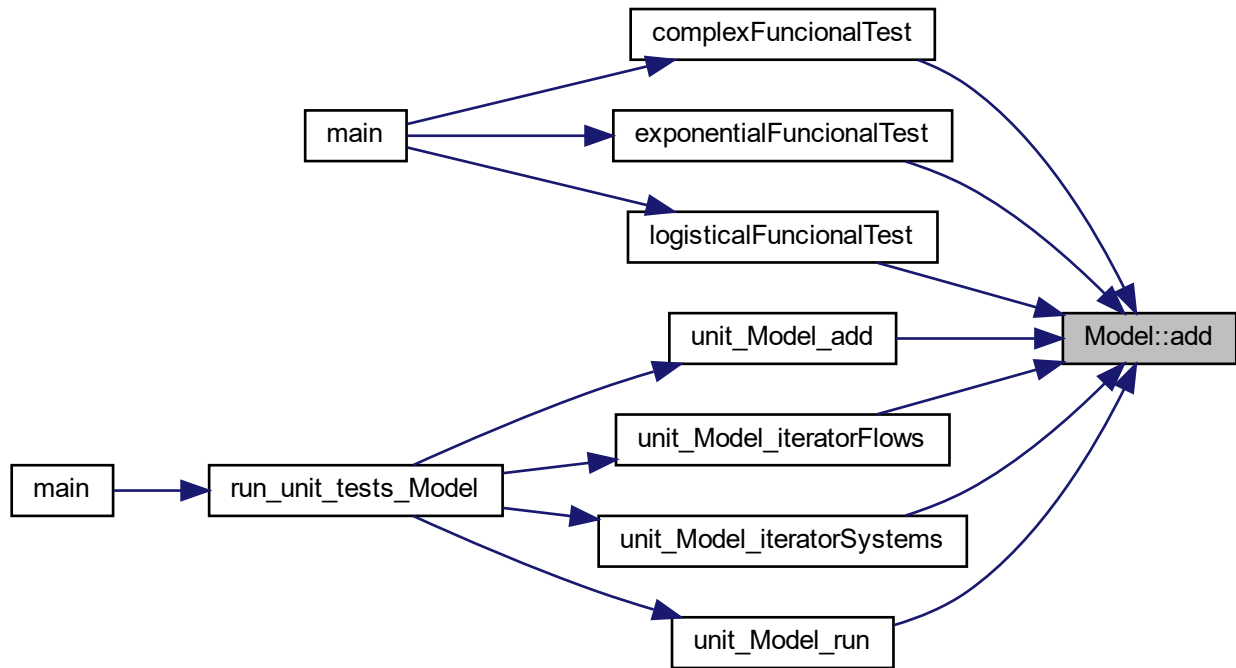 complexFuncionalTest
main
exponentialFuncionalTest
logisticalFuncionalTest
Model::add
unit_Model_add
unit_Model_iteratorFlows
main
run_unit_tests_Model
unit_Model_iteratorSystems
unit_Model_run